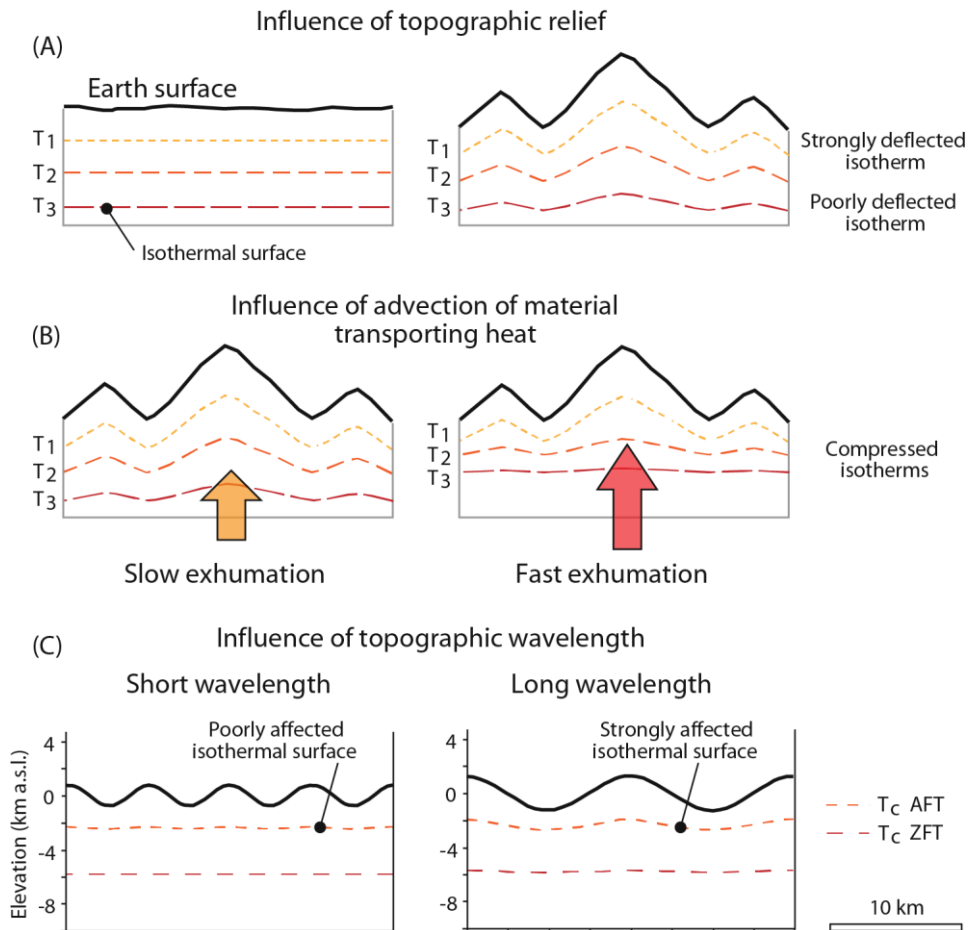 Influence of topographic relief
(A)
Earth surface
T1
T2
T3
Isothermal surface
T1
T2
T3
Strongly deflected
isotherm
Poorly deflected
isotherm
Influence of advection of material
transporting heat
(B)
T1
T2
T3
Slow exhumation
T1
T2
T3
Fast exhumation
Compressed
isotherms
Influence of topographic wavelength
(C)
Short wavelength
Long wavelength
Poorly affected
isothermal surface
Strongly affected
isothermal surface
Elevation (km a.s.l.)
4
0
-4
-8
4
0
-4
-8
Tc AFT
Tc ZFT
10 km